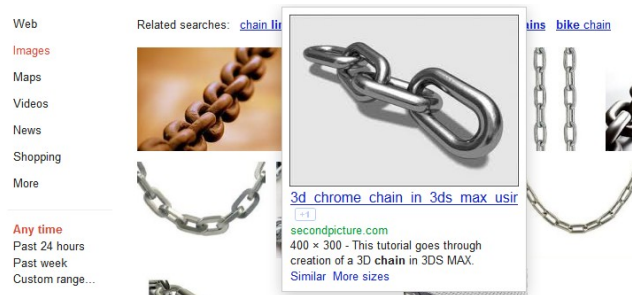 Web
Images
Maps
Videos
News
Shopping
More
Any time
Past 24 hours
Past week
Custom range...
Related searches: chain
bike chain
3d chrome chain in 3ds max usir
+1
secondpicture.com
400 × 300 - This tutorial goes through
creation of a 3D chain in 3DS MAX.
Similar More sizes